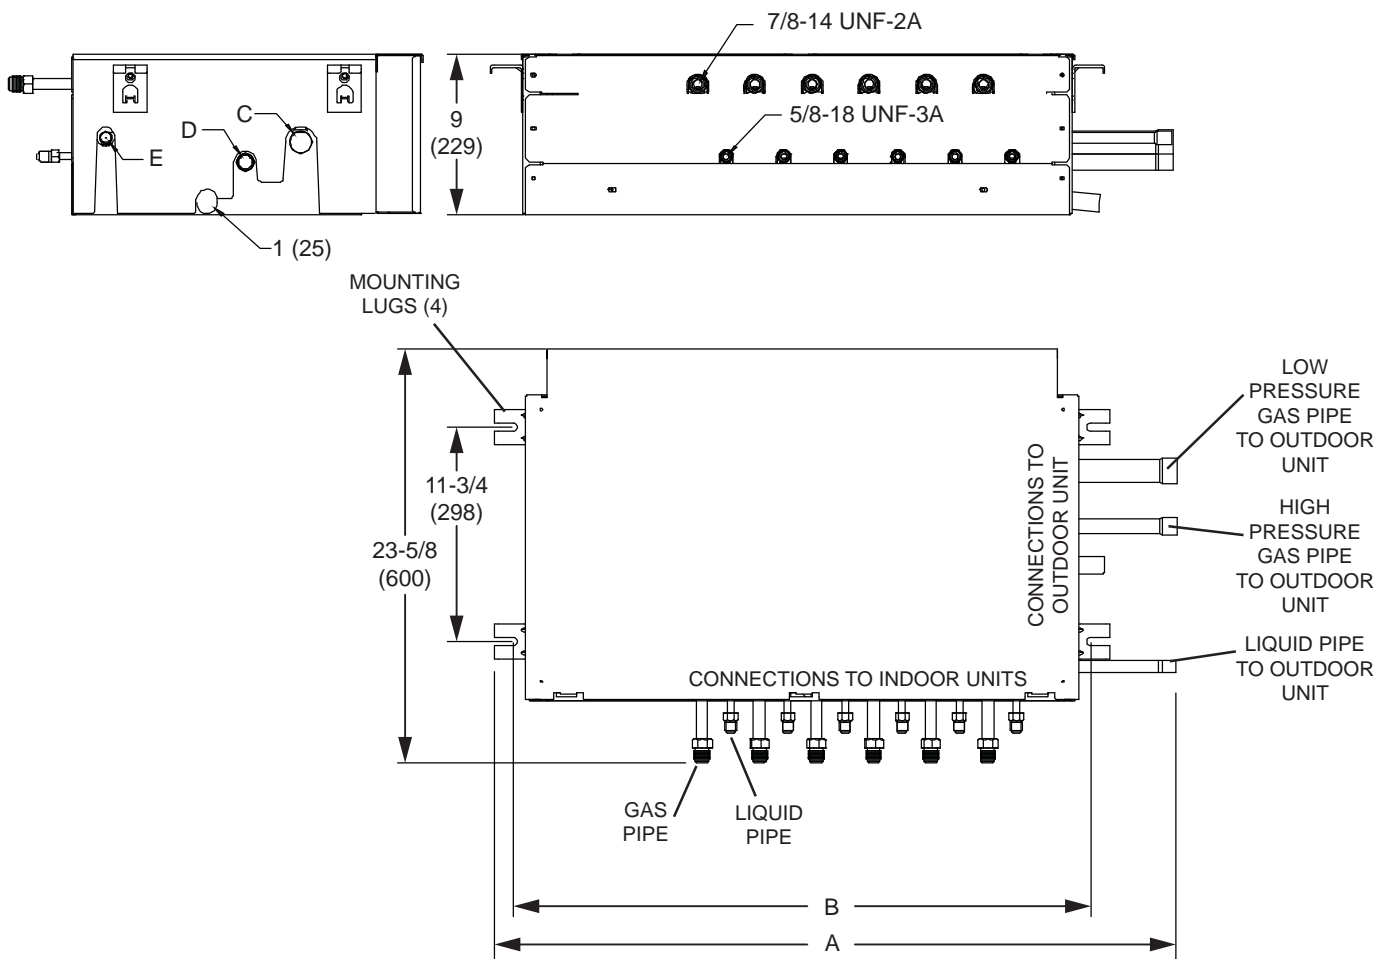 7/8-14 UNF-2A
C
D
E
9
(229)
5/8-18 UNF-3A
1 (25)
MOUNTING
LUGS (4)
LOW
PRESSURE
GAS PIPE
TO OUTDOOR
UNIT
11-3/4
(298)
CONNECTIONS TO
OUTDOOR UNIT
HIGH
PRESSURE
GAS PIPE
TO OUTDOOR
UNIT
23-5/8
(600)
LIQUID PIPE
TO OUTDOOR
UNIT
CONNECTIONS TO INDOOR UNITS
GAS
PIPE
LIQUID
PIPE
B
A